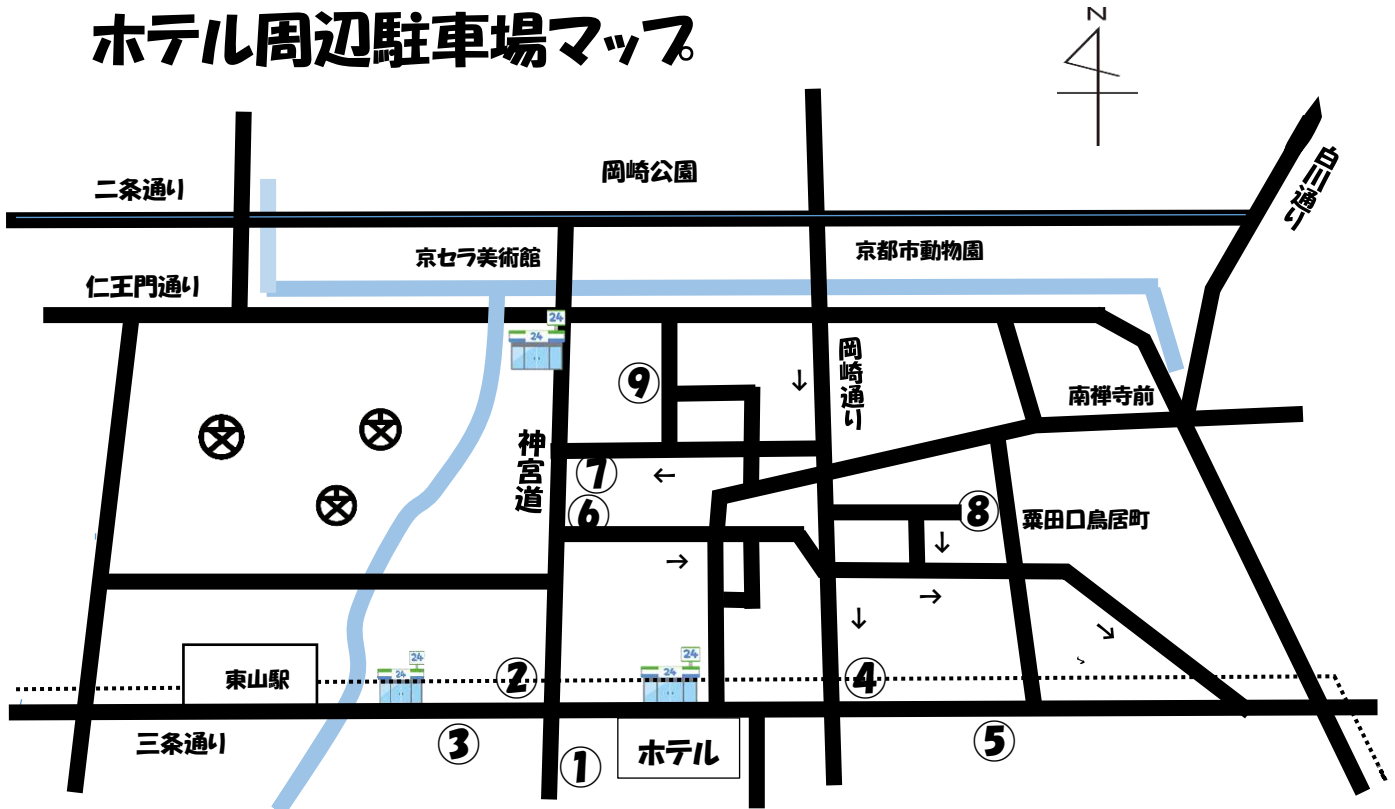 ホテル周辺駐車場マップ
N
白川通り
岡崎公園
二条通り
京セラ美術館
京都市動物園
仁王門通り
24
24
岡崎通り
⑨
↓
南禅寺前
神宮道
⑦
←
⑥
⑧
粟田口鳥居町
↓
→
→
↓
↘
24
24
24
24
東山駅
②
④
三条通り
③
①
ホテル
⑤